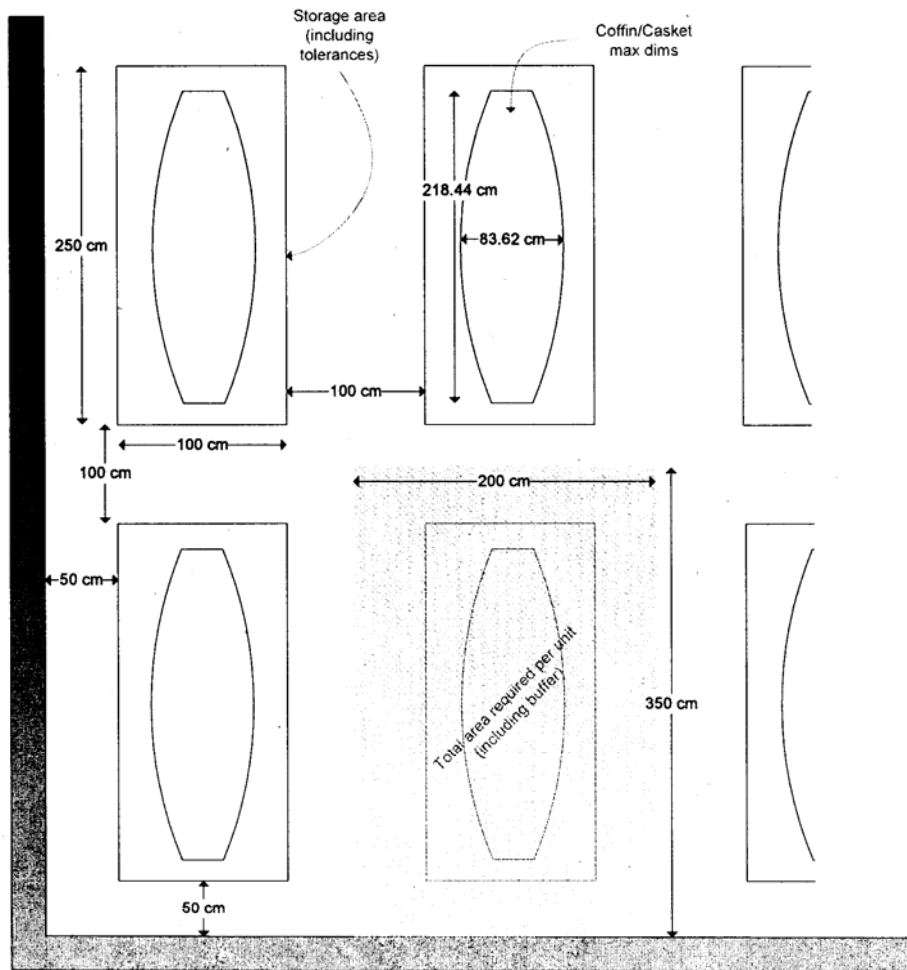 Storage area
(including
tolerances)
Coffin/Casket
max dims
218.44 cm
83.62 cm
250 cm
100 cm
100 cm
100 cm
200 cm
50 cm
Total area required per unit
(including buffer)
350 cm
50 cm